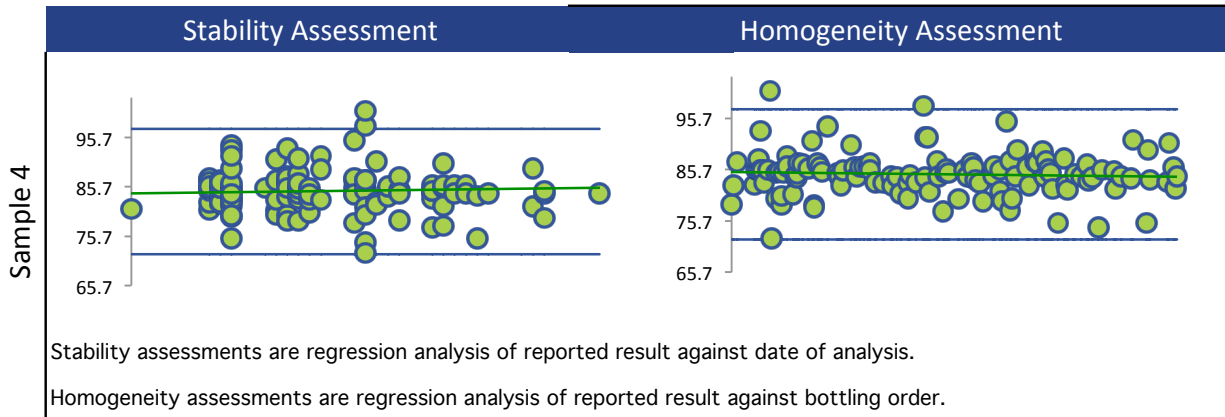 Stability Assessment
Homogeneity Assessment
Sample 4
95.7
85.7
75.7
65.7
95.7
85.7
75.7
65.7
Stability assessments are regression analysis of reported result against date of analysis.
Homogeneity assessments are regression analysis of reported result against bottling order.